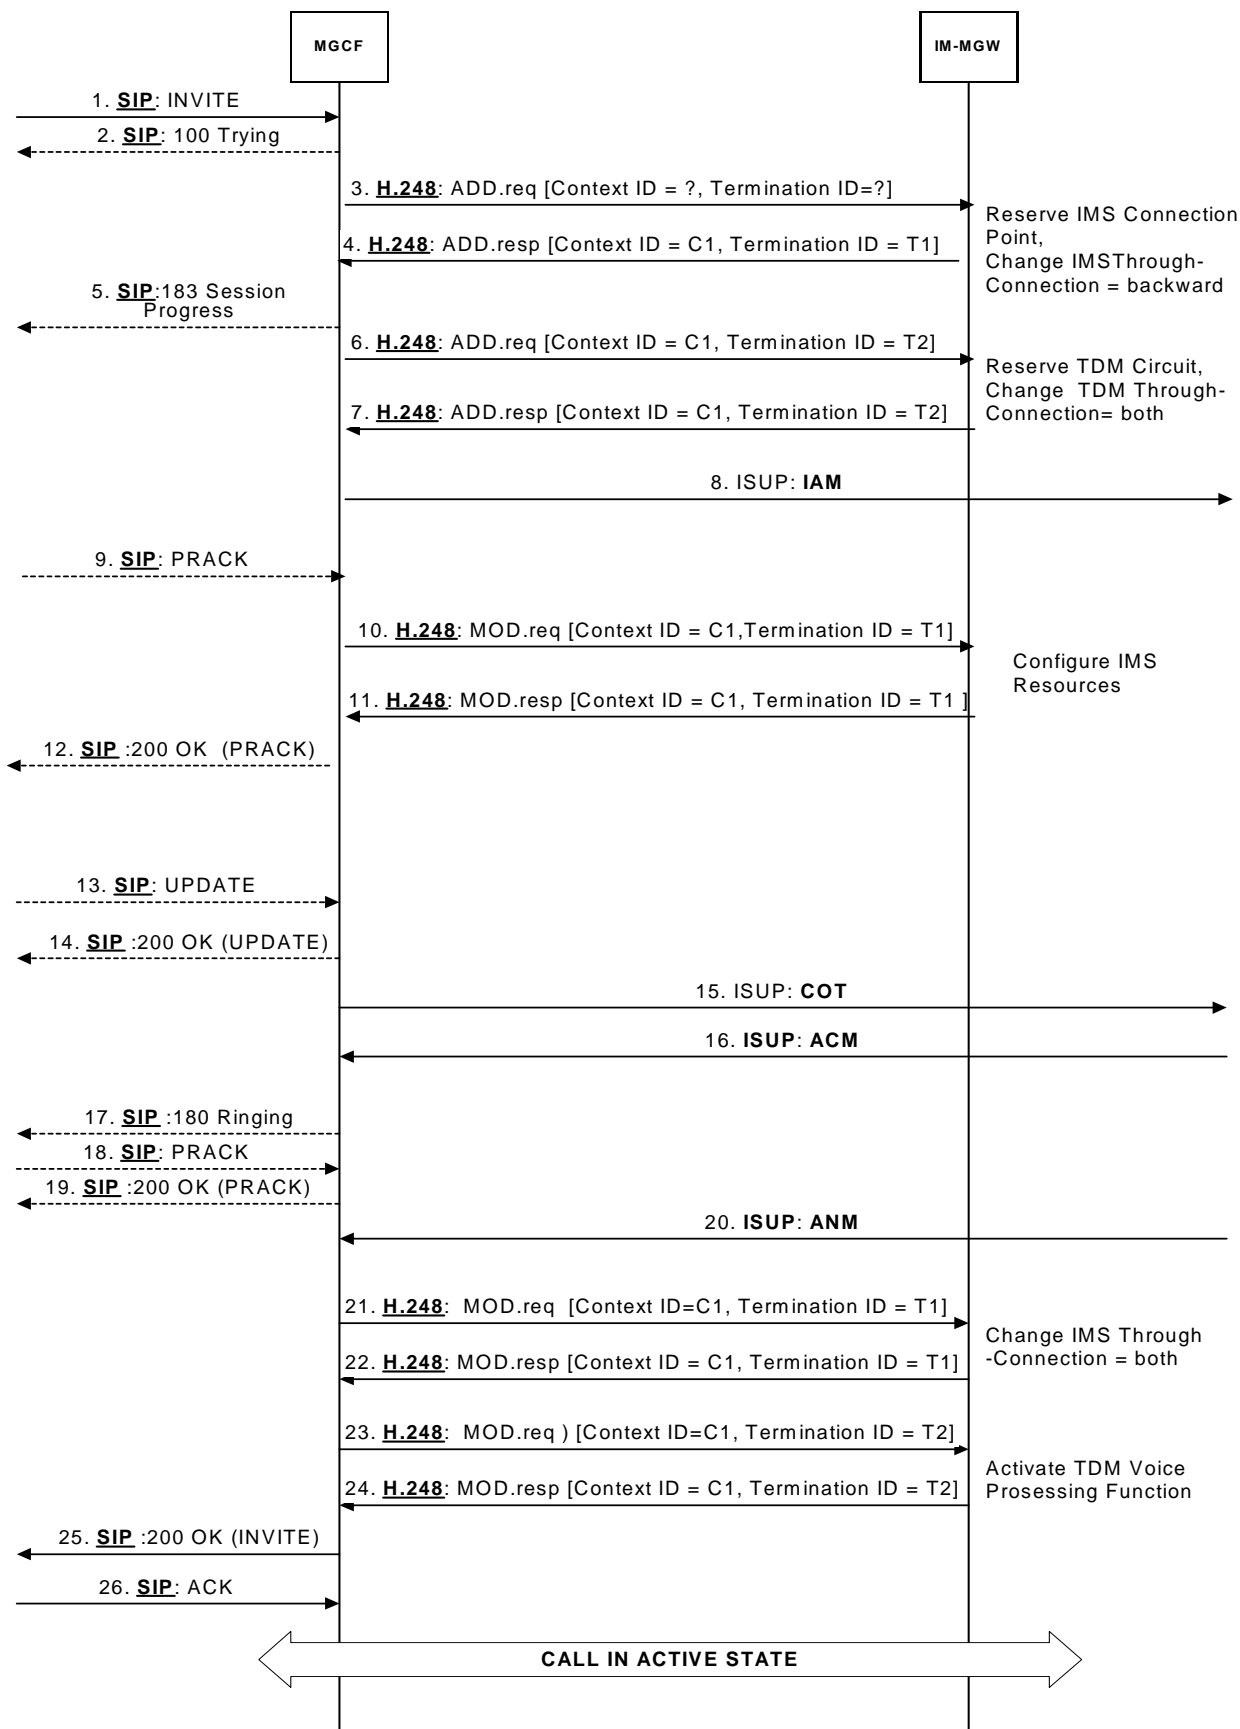 MGCF
IM-MGW
1. SIP: INVITE
2. SIP: 100 Trying
3. H.248: ADD.req [Context ID = ?, Termination ID=?]
Reserve IMS Connection
Point,
Change IMSThrough-
Connection = backward
4. H.248: ADD.resp [Context ID = C1, Termination ID = T1]
5. SIP:183 Session
Progress
6. H.248: ADD.req [Context ID = C1, Termination ID = T2]
Reserve TDM Circuit,
Change TDM Through-
Connection= both
7. H.248: ADD.resp [Context ID = C1, Termination ID = T2]
8. ISUP: IAM
9. SIP: PRACK
10. H.248: MOD.req [Context ID = C1,Termination ID = T1]
Configure IMS
Resources
11. H.248: MOD.resp [Context ID = C1, Termination ID = T1 ]
12. SIP :200 OK (PRACK)
13. SIP: UPDATE
14. SIP :200 OK (UPDATE)
15. ISUP: COT
16. ISUP: ACM
17. SIP :180 Ringing
18. SIP: PRACK
19. SIP :200 OK (PRACK)
20. ISUP: ANM
21. H.248: MOD.req [Context ID=C1, Termination ID = T1]
Change IMS Through
-Connection = both
22. H.248: MOD.resp [Context ID = C1, Termination ID = T1]
23. H.248: MOD.req ) [Context ID=C1, Termination ID = T2]
Activate TDM Voice
Prosessing Function
24. H.248: MOD.resp [Context ID = C1, Termination ID = T2]
25. SIP :200 OK (INVITE)
26. SIP: ACK
CALL IN ACTIVE STATE